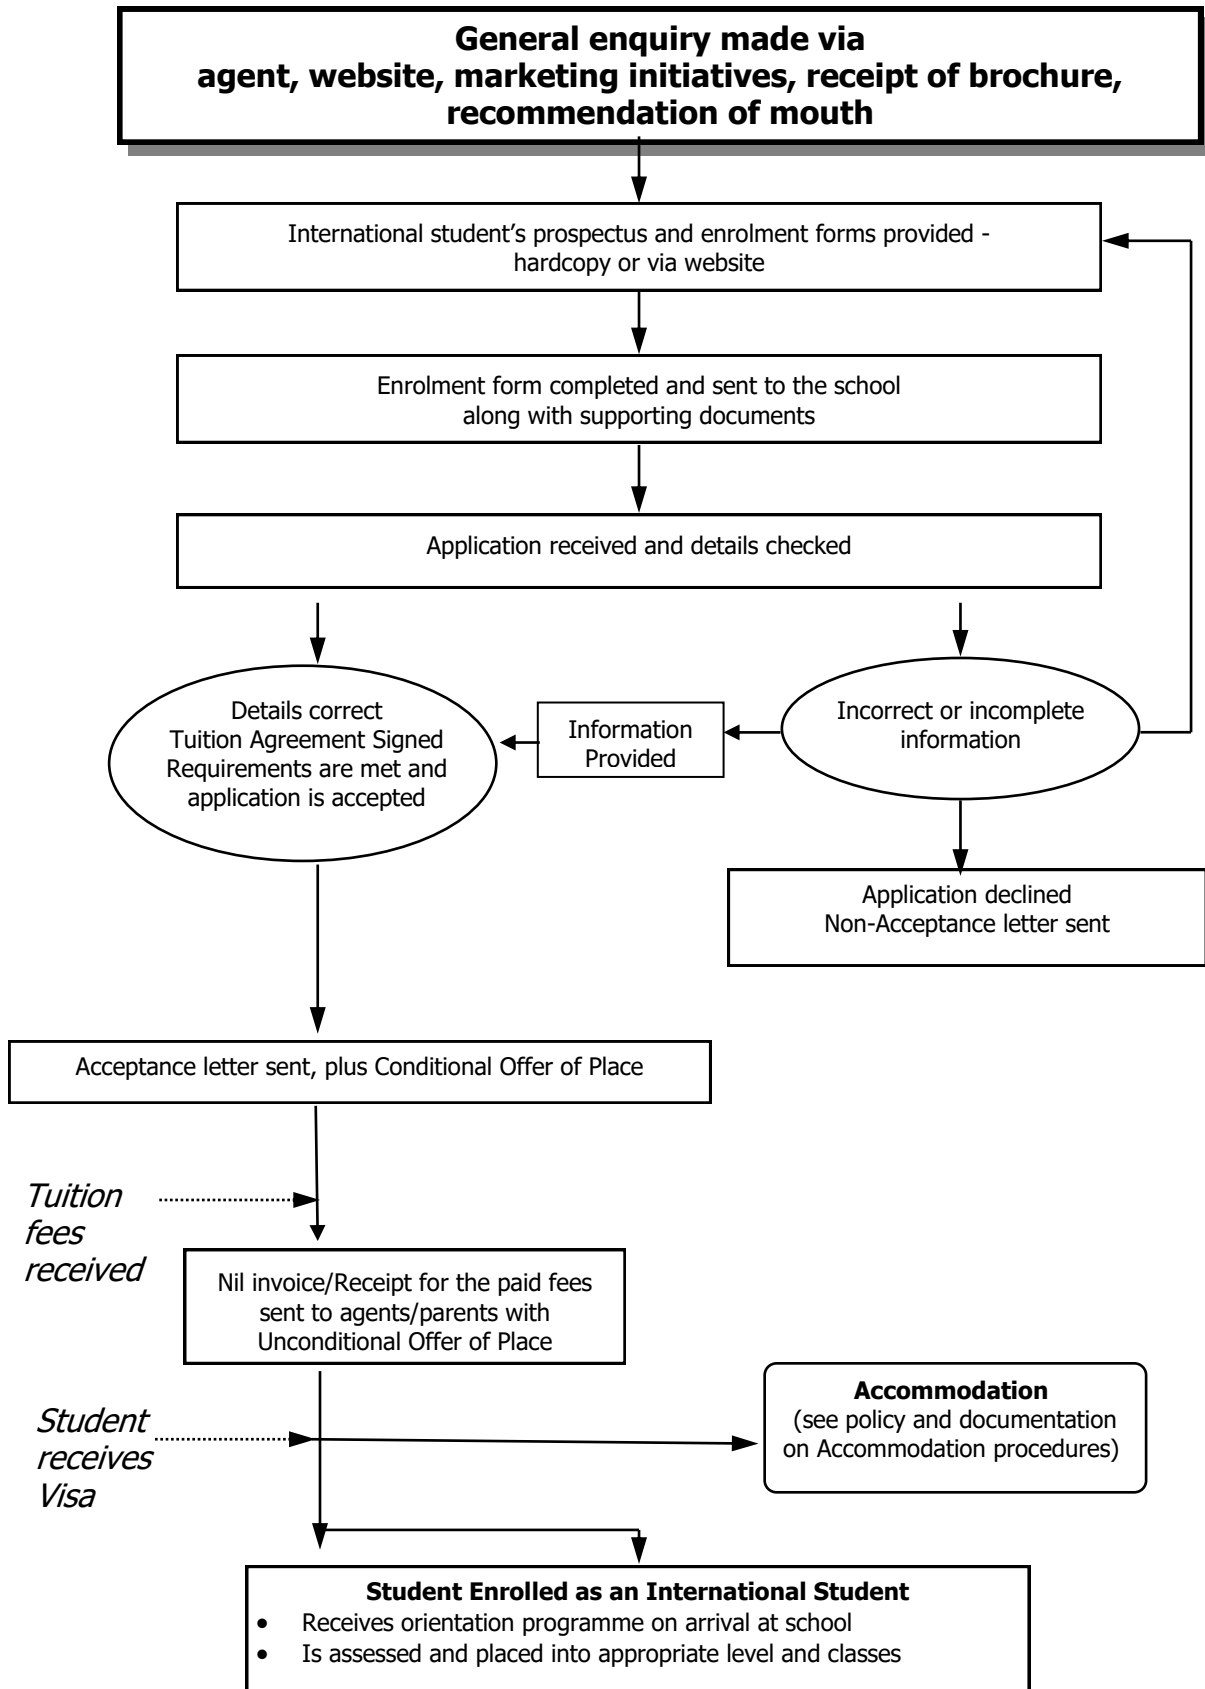 General enquiry made via
agent, website, marketing initiatives, receipt of brochure,
recommendation of mouth
International student’s prospectus and enrolment forms provided -
hardcopy or via website
Enrolment form completed and sent to the school
along with supporting documents
Application received and details checked
Details correct
Tuition Agreement Signed
Requirements are met and
application is accepted
Information
Provided
Incorrect or incomplete
information
Application declined
Non-Acceptance letter sent
Acceptance letter sent, plus Conditional Offer of Place
Tuition
fees
received
Nil invoice/Receipt for the paid fees
sent to agents/parents with
Unconditional Offer of Place
Student
receives
Visa
Accommodation
(see policy and documentation
on Accommodation procedures)
Student Enrolled as an International Student
• Receives orientation programme on arrival at school
• Is assessed and placed into appropriate level and classes